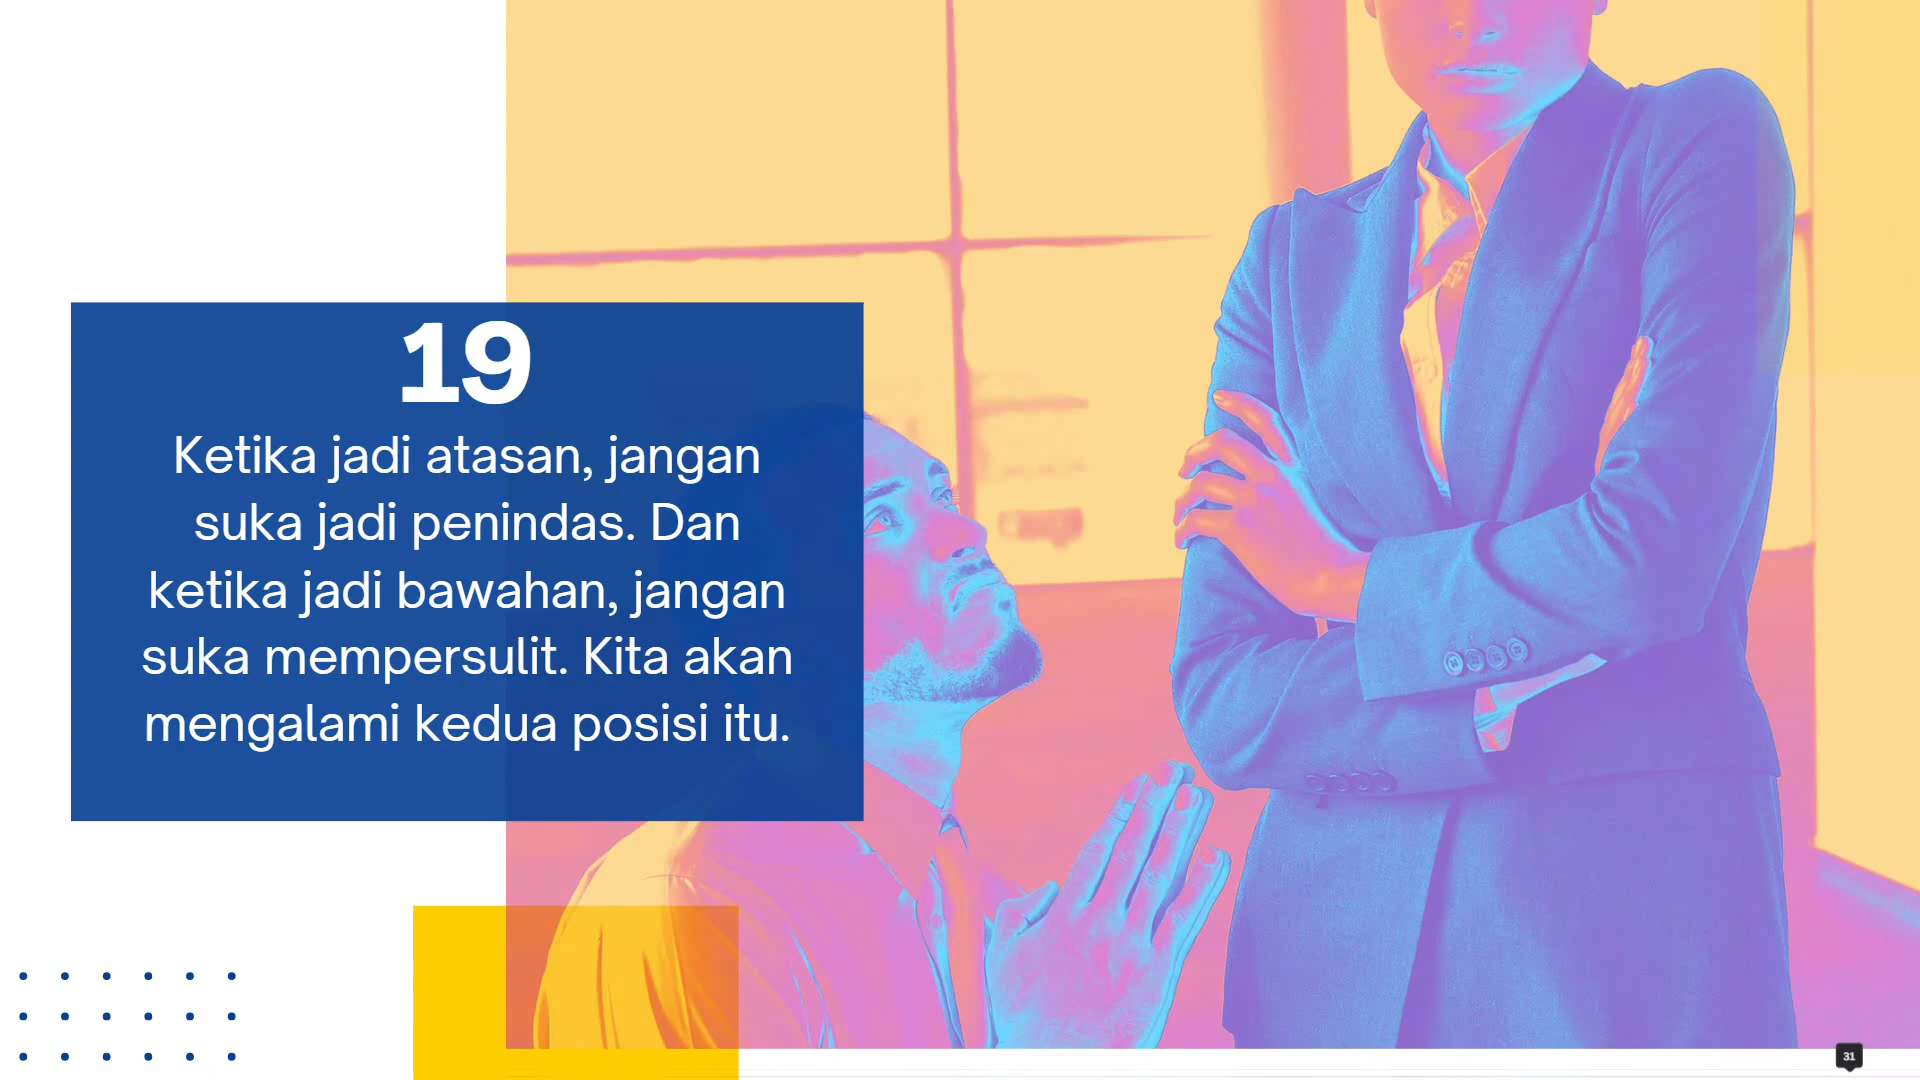 19
Ketika jadi atasan, jangan
suka jadi penindas. Dan
ketika jadi bawahan, jangan
suka mempersulit. Kita akan
mengalami kedua posisi itu.
31